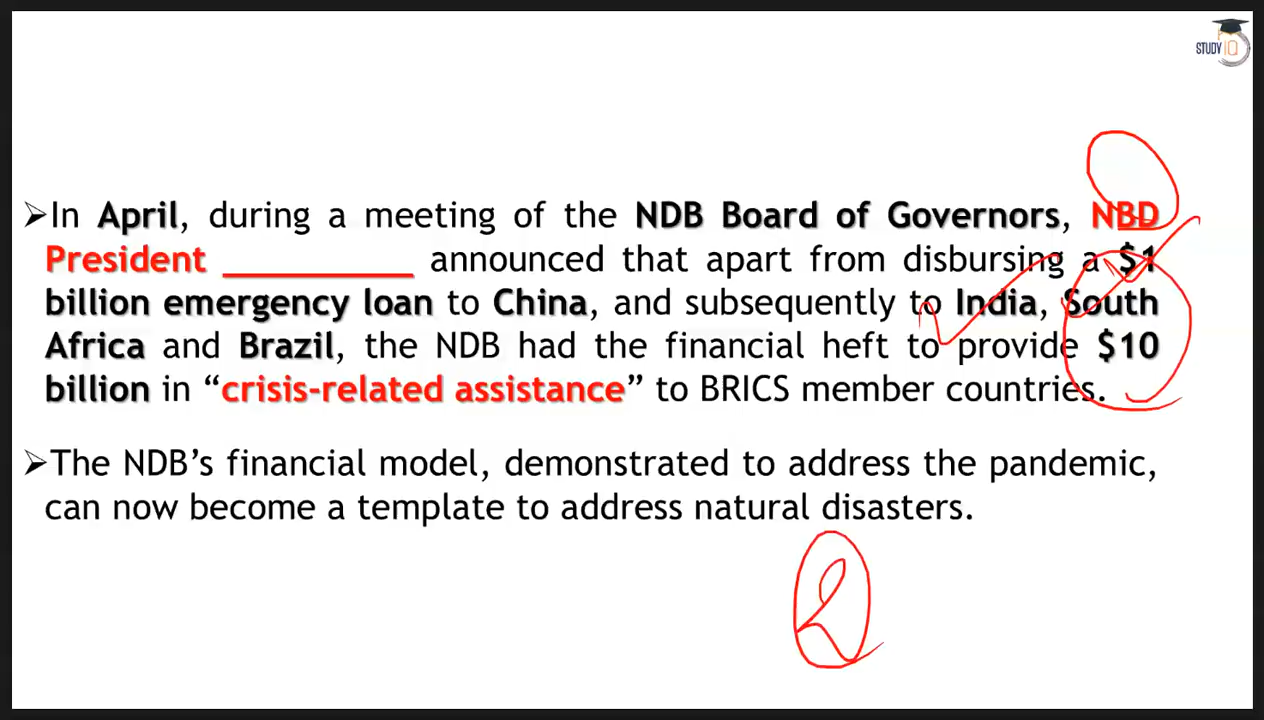 STUDY IQ
➢In April, during a meeting of the NDB Board of Governors, NBD
President __________ announced that apart from disbursing a $1
billion emergency loan to China, and subsequently to India, South
Africa and Brazil, the NDB had the financial heft to provide $10
billion in “crisis-related assistance” to BRICS member countries.
➢The NDB’s financial model, demonstrated to address the pandemic,
can now become a template to address natural disasters.